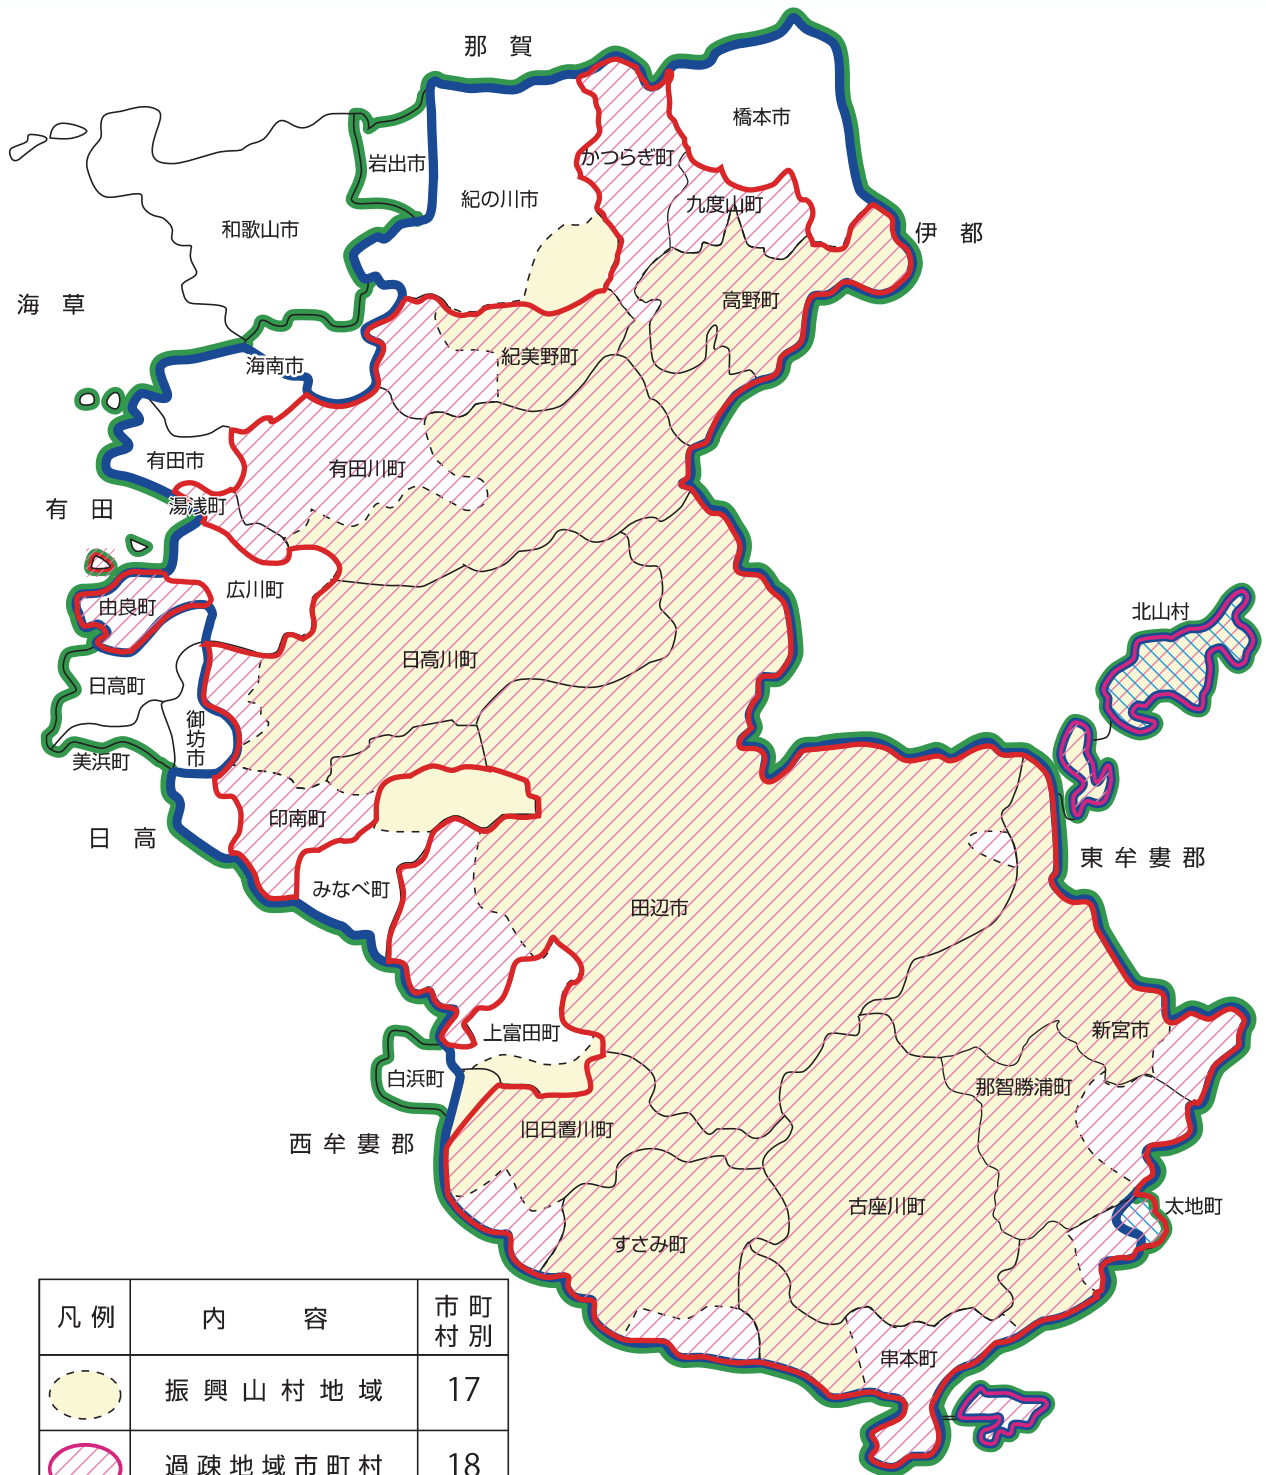 那賀
橋本市
岩出市
かつらぎ町
紀の川市
九度山町
和歌山市
伊都
海草
高野町
紀美野町
海南市
有田市
有田川町
湯浅町
有田
広川町
由良町
北山村
日高川町
日高町
御坊市
美浜町
印南町
日高
東牟婁郡
みなべ町
田辺市
上富田町
新宮市
白浜町
那智勝浦町
旧日置川町
西牟婁郡
古座川町
太地町
すさみ町
串本町
凡例 内容 市町村別
振興山村地域 17
過疎地域市町村 18